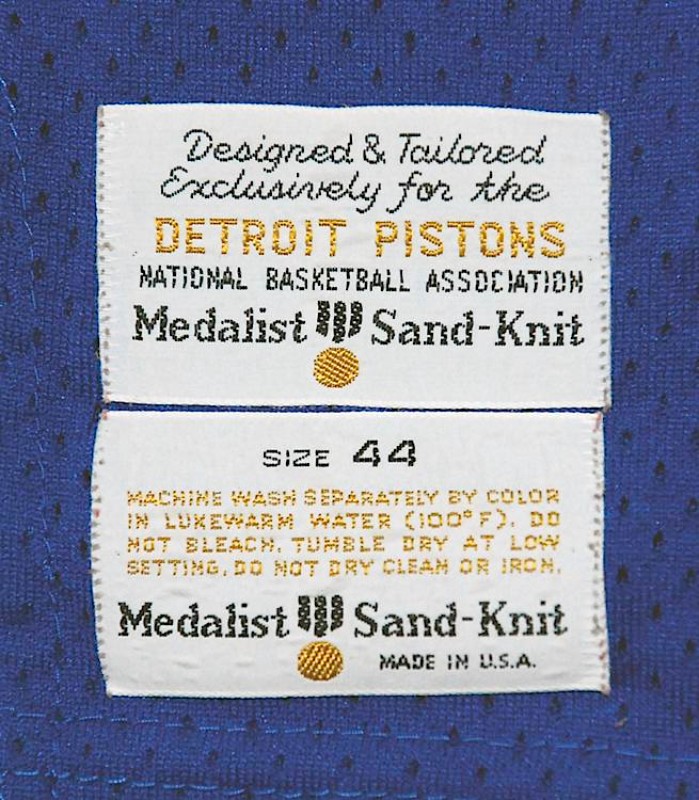 Designed & Tailored
Exclusively for the
DETROIT PISTONS
NATIONAL BASKETBALL ASSOCIATION
Medalist Sand-Knit
SIZE 44
MACHINE WASH SEPARATELY BY COLOR
IN LUKEWARM WATER (100° F). DO
NOT BLEACH. TUMBLE DRY AT LOW
SETTING. DO NOT DRY CLEAN OR IRON.
Medalist Sand-Knit
MADE IN U.S.A.